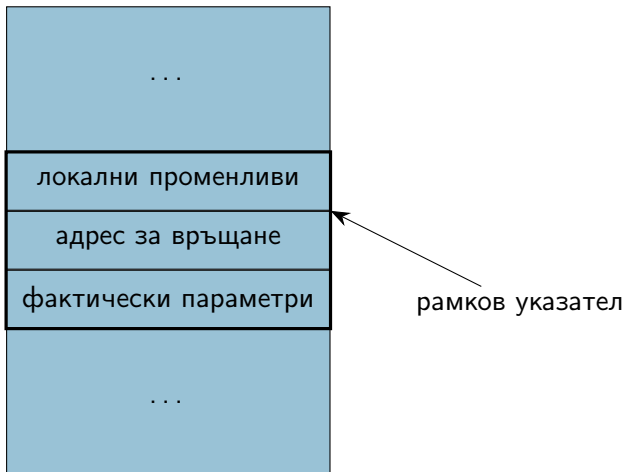 ...
локални променливи
адрес за връщане
фактически параметри
рамков указател
...